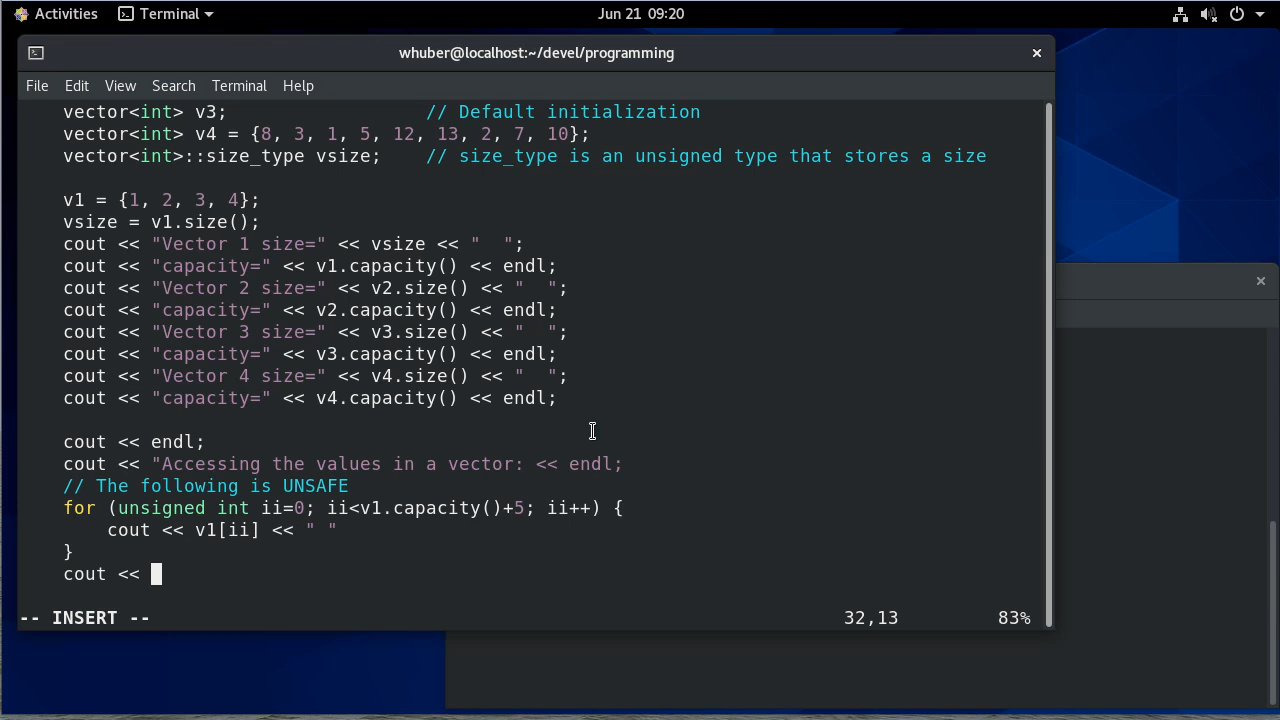 Activities Terminal Jun 21 09:20
whuber@localhost:~/devel/programming
File Edit View Search Terminal Help
vector<int> v3; // Default initialization
vector<int> v4 = {8, 3, 1, 5, 12, 13, 2, 7, 10};
vector<int>::size_type vsize; // size_type is an unsigned type that stores a size
v1 = {1, 2, 3, 4};
vsize = v1.size();
cout << "Vector 1 size=" << vsize << "  ";
cout << "capacity=" << v1.capacity() << endl;
cout << "Vector 2 size=" << v2.size() << "  ";
cout << "capacity=" << v2.capacity() << endl;
cout << "Vector 3 size=" << v3.size() << "  ";
cout << "capacity=" << v3.capacity() << endl;
cout << "Vector 4 size=" << v4.size() << "  ";
cout << "capacity=" << v4.capacity() << endl;
cout << endl;
cout << "Accessing the values in a vector: << endl;
// The following is UNSAFE
for (unsigned int ii=0; ii<v1.capacity()+5; ii++) {
cout << v1[ii] << " "
}
cout <<
-- INSERT -- 32,13 83%